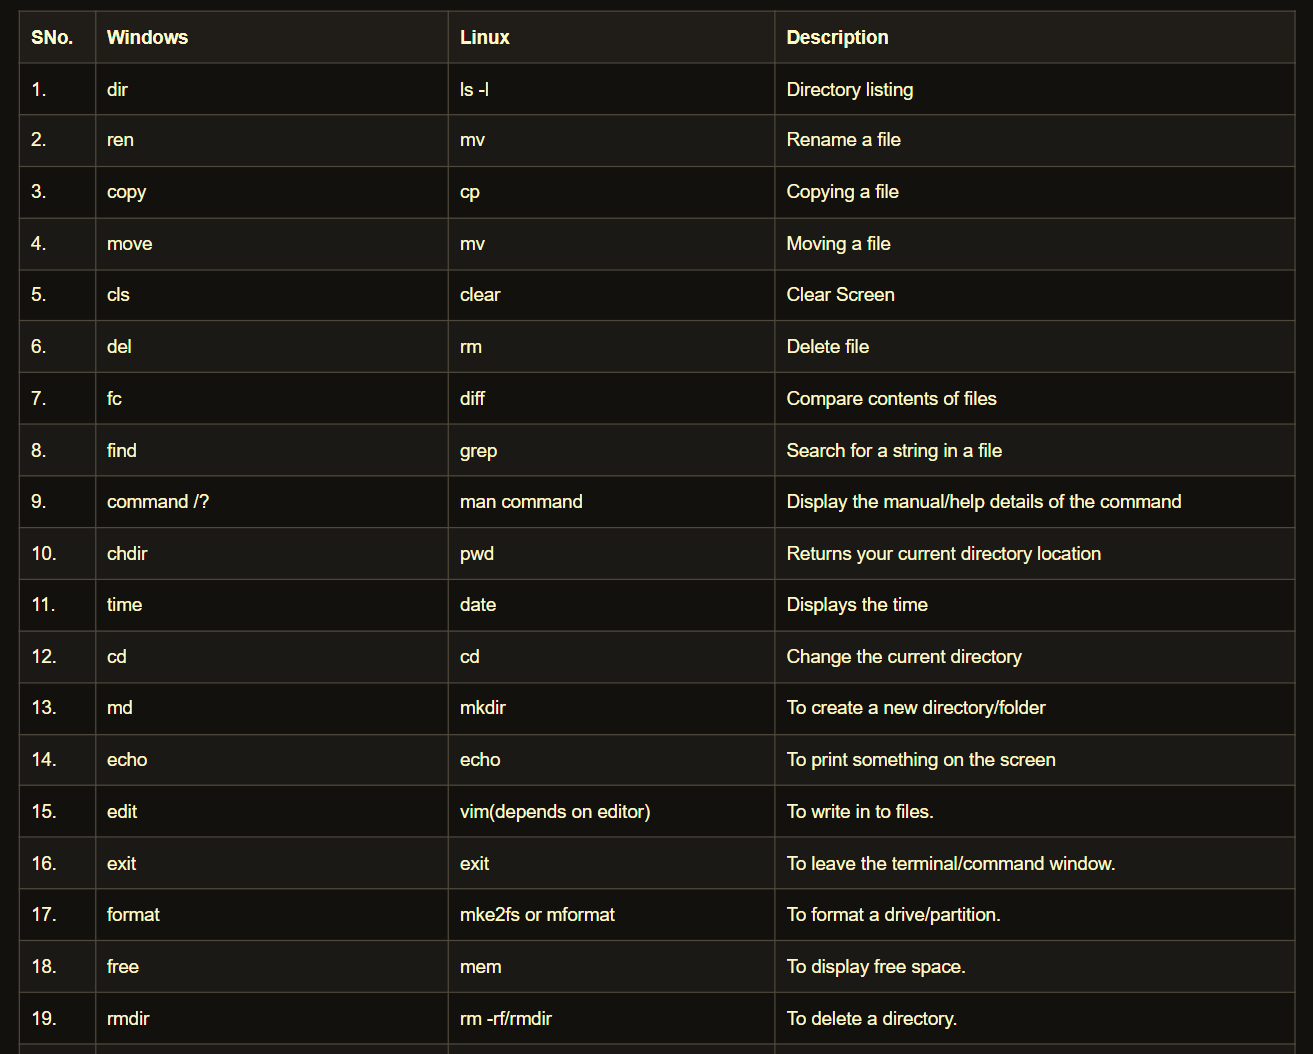 SNo. Windows Linux Description
1. dir ls -l Directory listing
2. ren mv Rename a file
3. copy cp Copying a file
4. move mv Moving a file
5. cls clear Clear Screen
6. del rm Delete file
7. fc diff Compare contents of files
8. find grep Search for a string in a file
9. command /? man command Display the manual/help details of the command
10. chdir pwd Returns your current directory location
11. time date Displays the time
12. cd cd Change the current directory
13. md mkdir To create a new directory/folder
14. echo echo To print something on the screen
15. edit vim(depends on editor) To write in to files.
16. exit exit To leave the terminal/command window.
17. format mke2fs or mformat To format a drive/partition.
18. free mem To display free space.
19. rmdir rm -rf/rmdir To delete a directory.